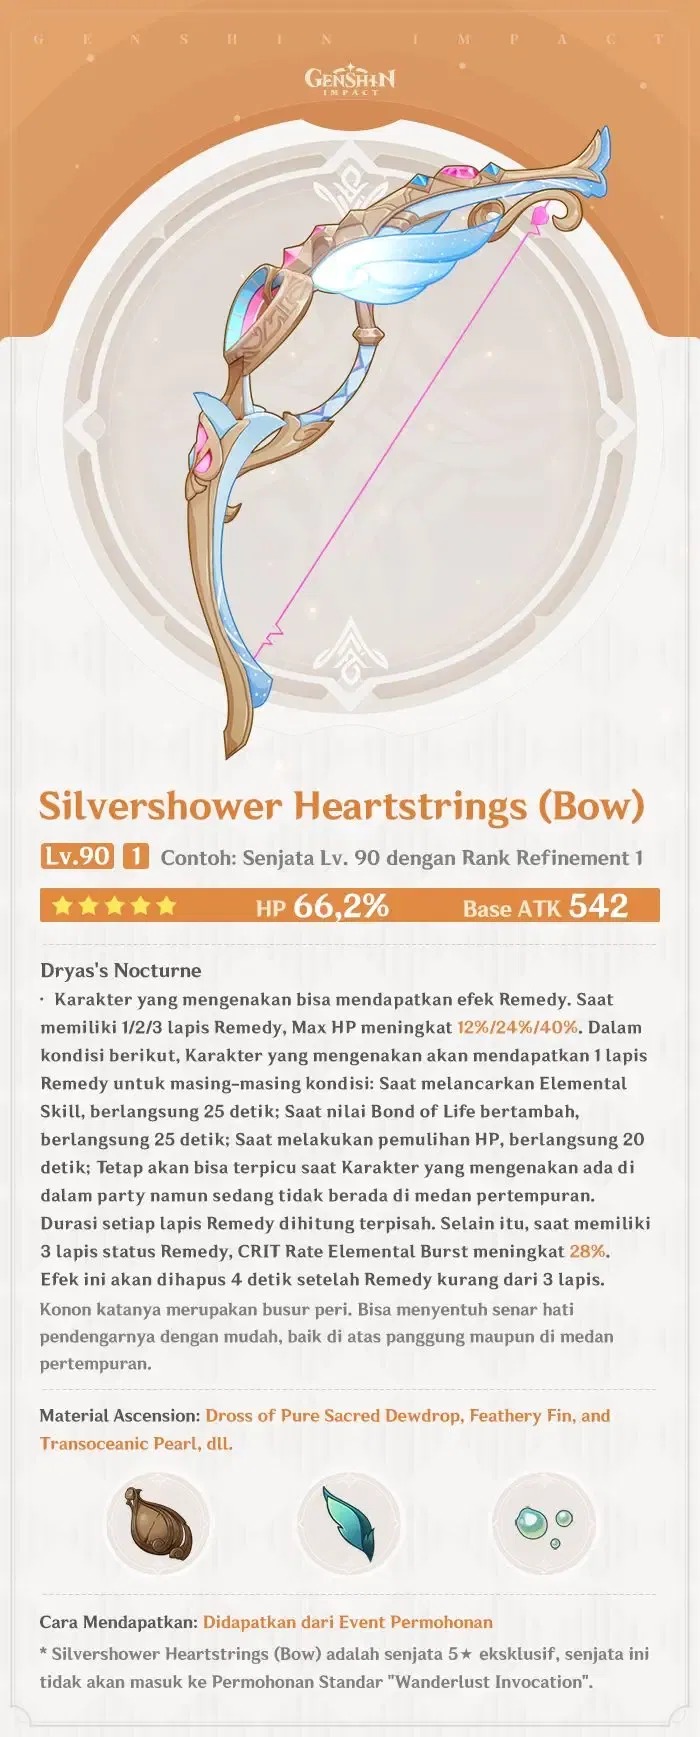 GENSHIN IMPACT
GENSHIN
IMPACT
Silvershower Heartstrings (Bow)
Lv.90 1 Contoh: Senjata Lv. 90 dengan Rank Refinement 1
HP 66,2% Base ATK 542
Dryas's Nocturne
· Karakter yang mengenakan bisa mendapatkan efek Remedy. Saat
memiliki 1/2/3 lapis Remedy, Max HP meningkat 12%/24%/40%. Dalam
kondisi berikut, Karakter yang mengenakan akan mendapatkan 1 lapis
Remedy untuk masing-masing kondisi: Saat melancarkan Elemental
Skill, berlangsung 25 detik; Saat nilai Bond of Life bertambah,
berlangsung 25 detik; Saat melakukan pemulihan HP, berlangsung 20
detik; Tetap akan bisa terpicu saat Karakter yang mengenakan ada di
dalam party namun sedang tidak berada di medan pertempuran.
Durasi setiap lapis Remedy dihitung terpisah. Selain itu, saat memiliki
3 lapis status Remedy, CRIT Rate Elemental Burst meningkat 28%.
Efek ini akan dihapus 4 detik setelah Remedy kurang dari 3 lapis.
Konon katanya merupakan busur peri. Bisa menyentuh senar hati
pendengarnya dengan mudah, baik di atas panggung maupun di medan
pertempuran.
Material Ascension: Dross of Pure Sacred Dewdrop, Feathery Fin, and
Transoceanic Pearl, dll.
Cara Mendapatkan: Didapatkan dari Event Permohonan
* Silvershower Heartstrings (Bow) adalah senjata 5★ eksklusif, senjata ini
tidak akan masuk ke Permohonan Standar "Wanderlust Invocation".